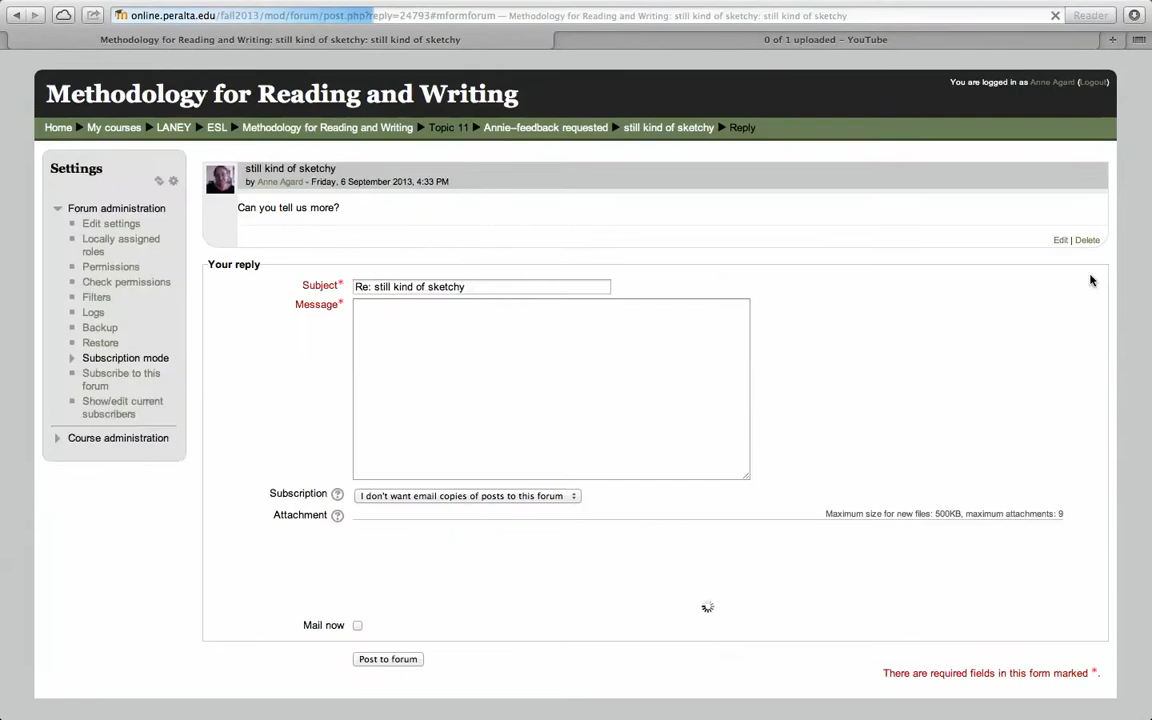 online.peralta.edu/fall2013/mod/forum/post.php?reply=24793#mformforum — Methodology for Reading and Writing: still kind of sketchy: still kind of sketchy
Reader
Methodology for Reading and Writing: still kind of sketchy: still kind of sketchy
0 of 1 uploaded – YouTube
You are logged in as Anne Agard (Logout)
Methodology for Reading and Writing
Home ▶ My courses ▶ LANEY ▶ ESL ▶ Methodology for Reading and Writing ▶ Topic 11 ▶ Annie–feedback requested ▶ still kind of sketchy ▶ Reply
Settings
Forum administration
Edit settings
Locally assigned
roles
Permissions
Check permissions
Filters
Logs
Backup
Restore
Subscription mode
Subscribe to this
forum
Show/edit current
subscribers
Course administration
still kind of sketchy
by Anne Agard - Friday, 6 September 2013, 4:33 PM
Can you tell us more?
Edit | Delete
Your reply
Subject* Re: still kind of sketchy
Message*
Subscription ? I don't want email copies of posts to this forum
Attachment ? Maximum size for new files: 500KB, maximum attachments: 9
Mail now
Post to forum
There are required fields in this form marked *.